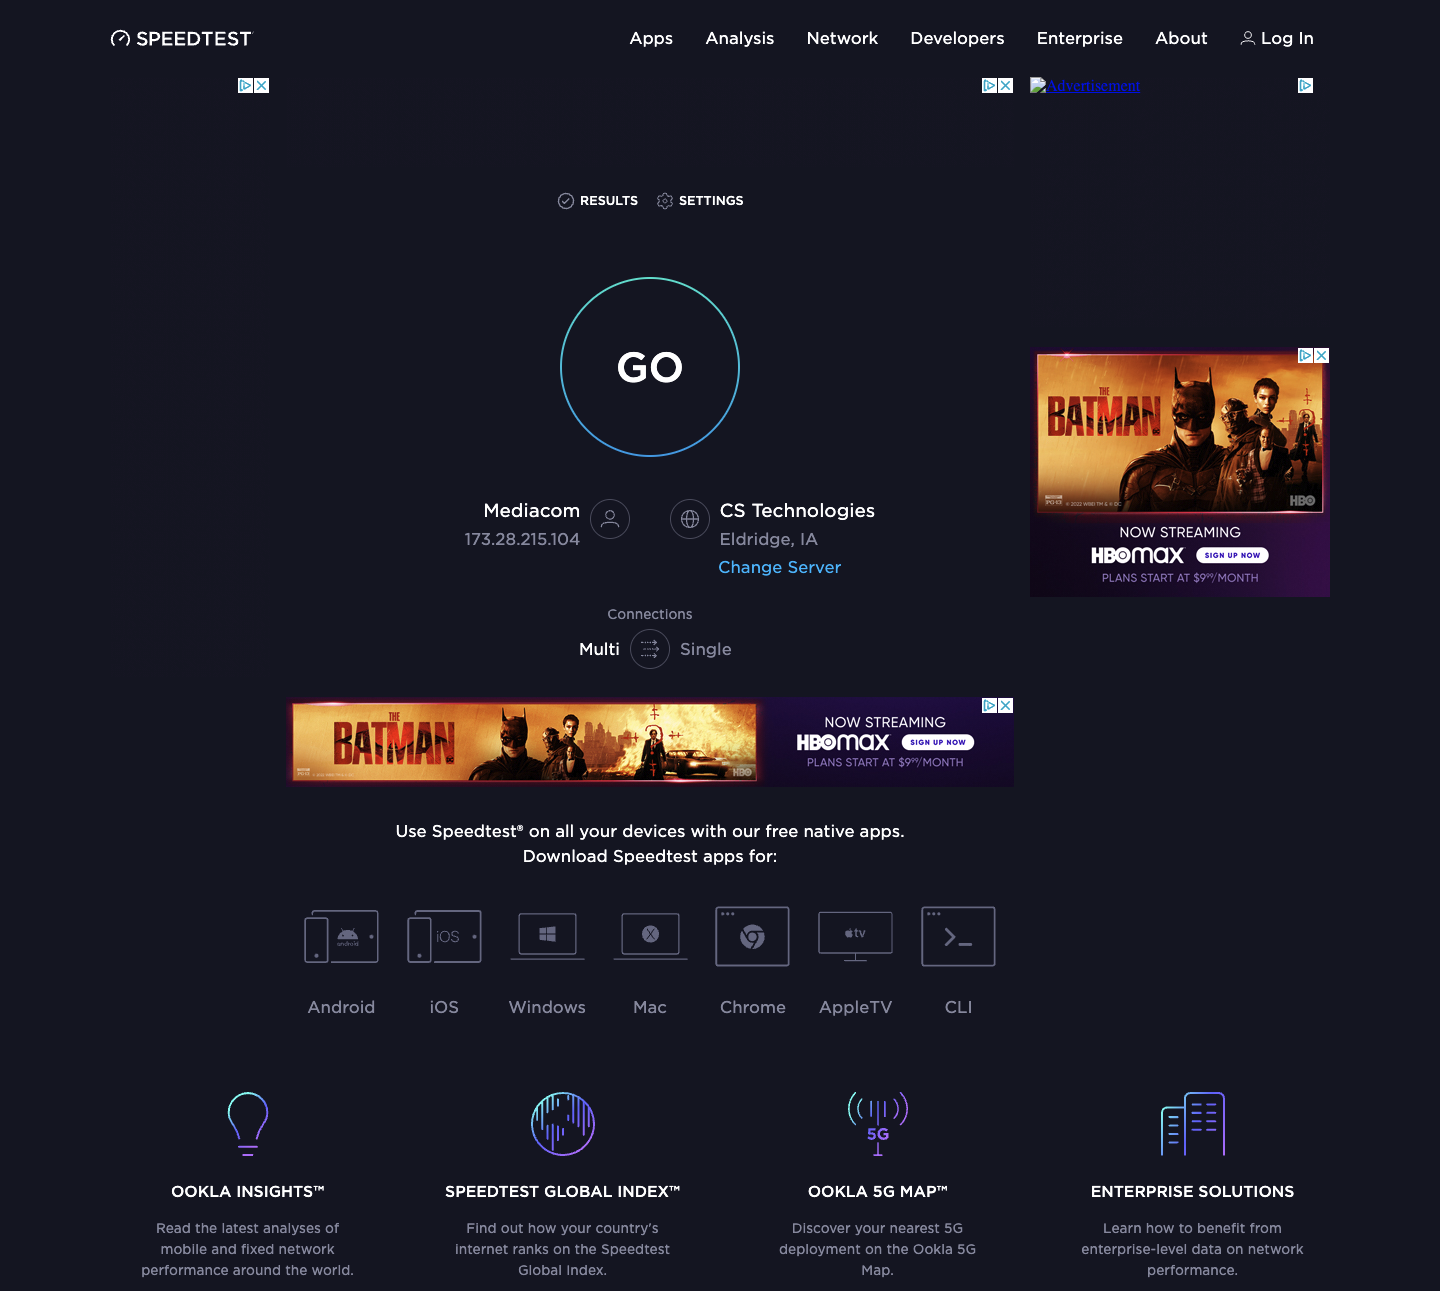 SPEEDTEST
Apps Analysis Network Developers Enterprise About Log In
Advertisement
RESULTS SETTINGS
GO
Mediacom
173.28.215.104
CS Technologies
Eldridge, IA
Change Server
Connections
Multi Single
THE
BATMAN
HBO
NOW STREAMING
HBOmax SIGN UP NOW
PLANS START AT $9.99/MONTH
THE
BATMAN
HBO
NOW STREAMING
HBOmax SIGN UP NOW
PLANS START AT $9.99/MONTH
Use Speedtest® on all your devices with our free native apps.
Download Speedtest apps for:
android
iOS
tv
Android iOS Windows Mac Chrome AppleTV CLI
5G
OOKLA INSIGHTS™
Read the latest analyses of
mobile and fixed network
performance around the world.
SPEEDTEST GLOBAL INDEX™
Find out how your country's
internet ranks on the Speedtest
Global Index.
OOKLA 5G MAP™
Discover your nearest 5G
deployment on the Ookla 5G
Map.
ENTERPRISE SOLUTIONS
Learn how to benefit from
enterprise-level data on network
performance.